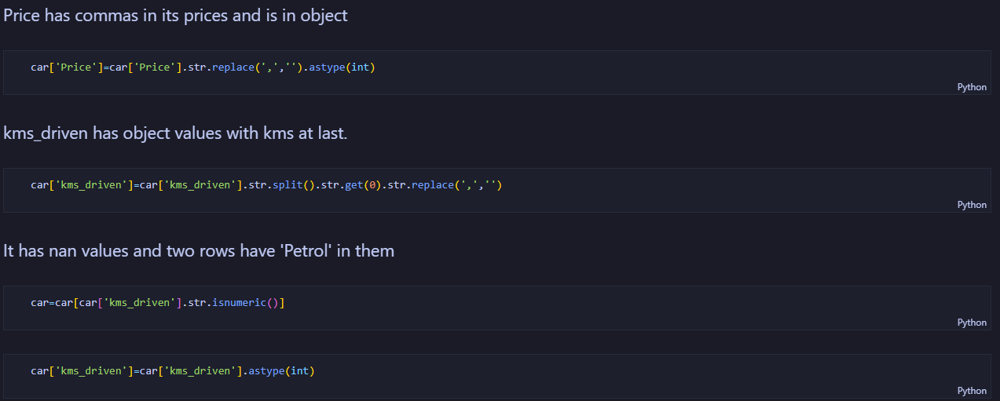 Price has commas in its prices and is in object
car['Price']=car['Price'].str.replace(',','').astype(int)
Python
kms_driven has object values with kms at last.
car['kms_driven']=car['kms_driven'].str.split().str.get(0).str.replace(',','')
Python
It has nan values and two rows have 'Petrol' in them
car=car[car['kms_driven'].str.isnumeric()]
Python
car['kms_driven']=car['kms_driven'].astype(int)
Python